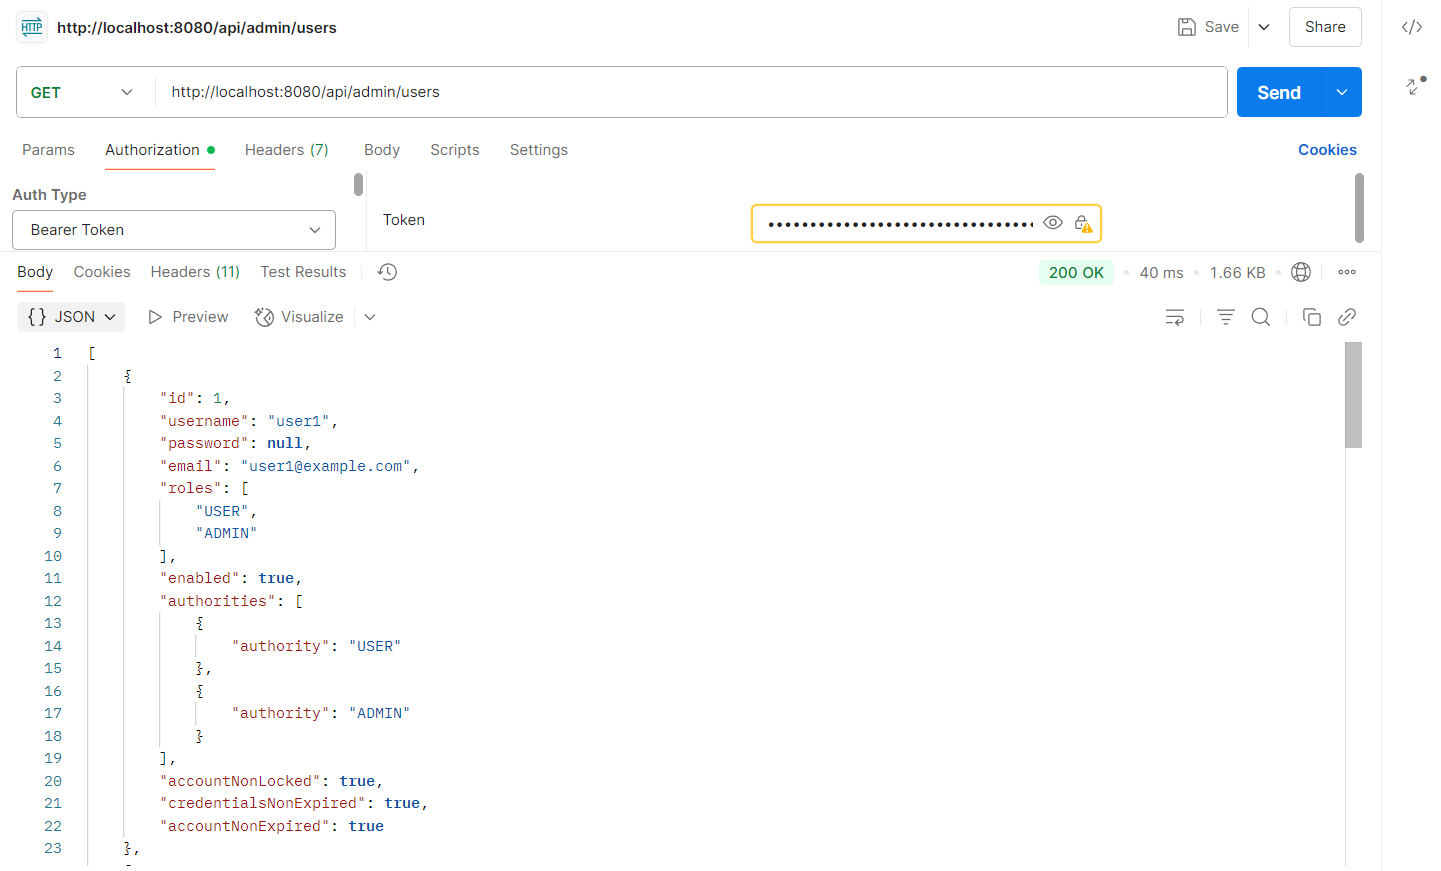 HTTP http://localhost:8080/api/admin/users Save Share
GET http://localhost:8080/api/admin/users Send
Params Authorization Headers (7) Body Scripts Settings Cookies
Auth Type
Bearer Token
Token
Body Cookies Headers (11) Test Results 200 OK 40 ms 1.66 KB
{} JSON Preview Visualize
1 [
2 {
3 "id": 1,
4 "username": "user1",
5 "password": null,
6 "email": "user1@example.com",
7 "roles": [
8 "USER",
9 "ADMIN"
10 ],
11 "enabled": true,
12 "authorities": [
13 {
14 "authority": "USER"
15 },
16 {
17 "authority": "ADMIN"
18 }
19 ],
20 "accountNonLocked": true,
21 "credentialsNonExpired": true,
22 "accountNonExpired": true
23 },